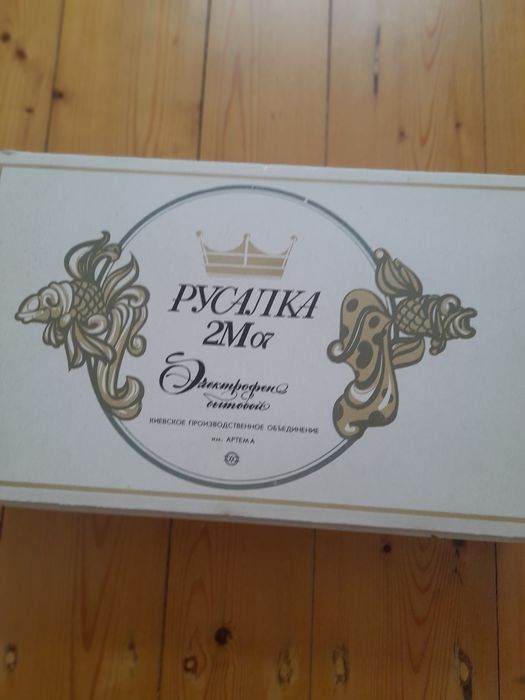 РУСАЛКА
2М07
Электрофен
бытовой
КИЕВСКОЕ ПРОИЗВОДСТВЕННОЕ ОБЪЕДИНЕНИЕ
им. АРТЕМА